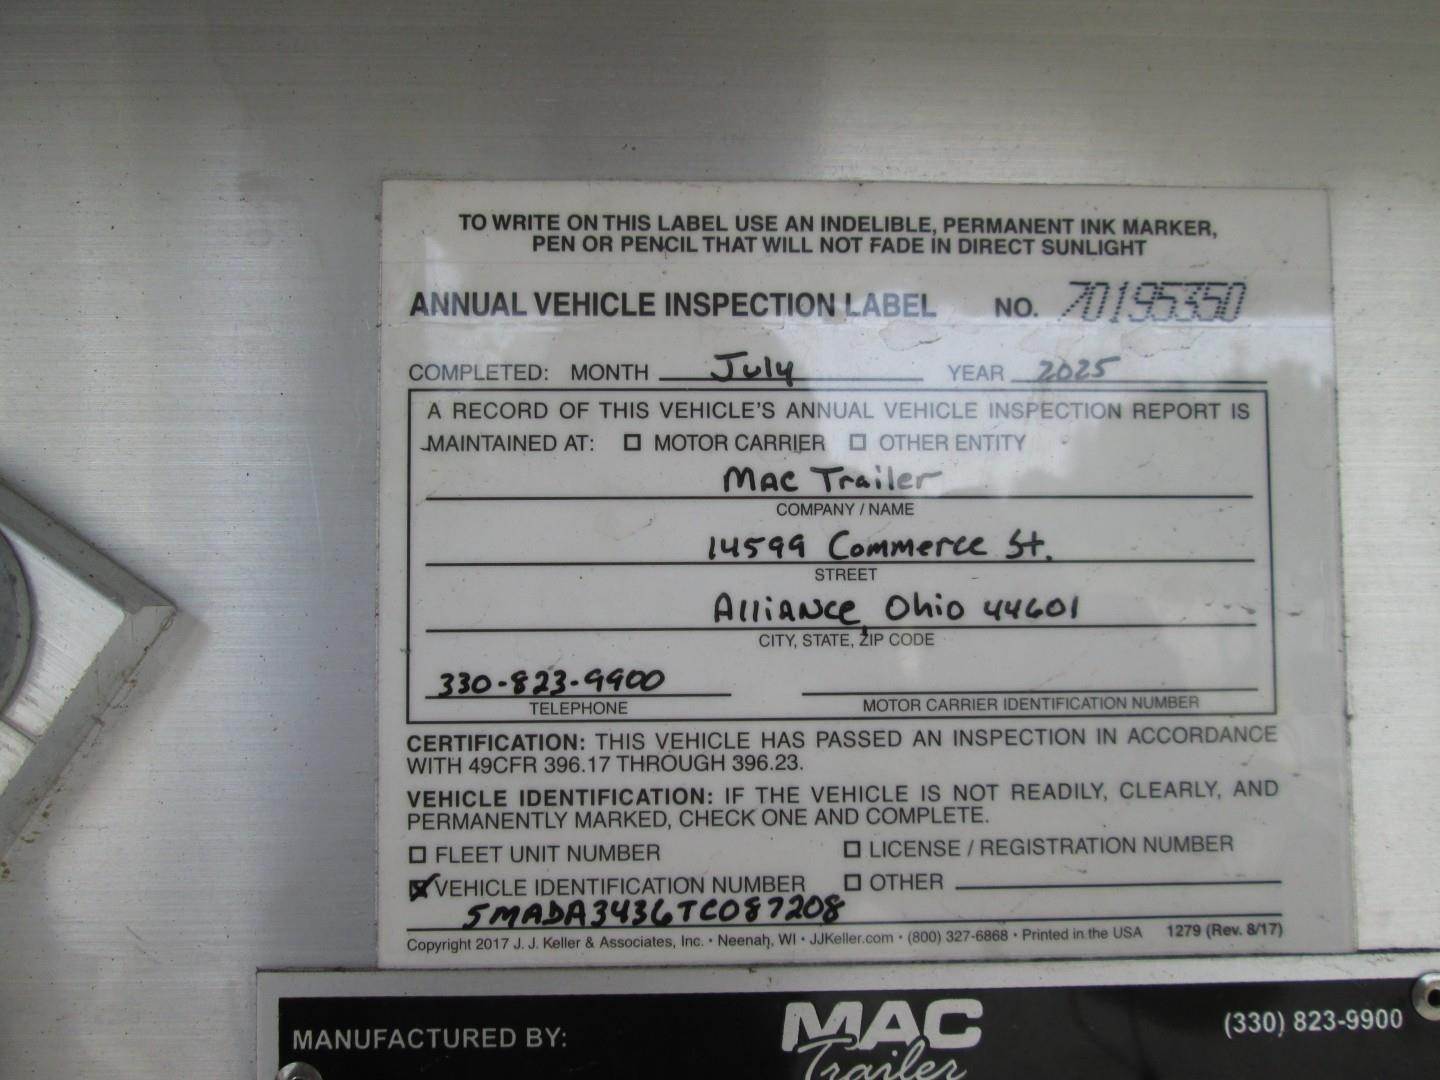 TO WRITE ON THIS LABEL USE AN INDELIBLE, PERMANENT INK MARKER,
PEN OR PENCIL THAT WILL NOT FADE IN DIRECT SUNLIGHT
ANNUAL VEHICLE INSPECTION LABEL NO. 70195350
COMPLETED: MONTH July YEAR 2025
A RECORD OF THIS VEHICLE'S ANNUAL VEHICLE INSPECTION REPORT IS
MAINTAINED AT: ☐ MOTOR CARRIER ☐ OTHER ENTITY
MAC Trailer
COMPANY / NAME
14599 Commerce St.
STREET
Alliance, Ohio 44601
CITY, STATE, ZIP CODE
330-823-9900
TELEPHONE MOTOR CARRIER IDENTIFICATION NUMBER
CERTIFICATION: THIS VEHICLE HAS PASSED AN INSPECTION IN ACCORDANCE
WITH 49CFR 396.17 THROUGH 396.23.
VEHICLE IDENTIFICATION: IF THE VEHICLE IS NOT READILY, CLEARLY, AND
PERMANENTLY MARKED, CHECK ONE AND COMPLETE.
☐ FLEET UNIT NUMBER ☐ LICENSE / REGISTRATION NUMBER
☒ VEHICLE IDENTIFICATION NUMBER ☐ OTHER
5MADA3436TC087208
Copyright 2017 J. J. Keller & Associates, Inc. • Neenah, WI • JJKeller.com • (800) 327-6868 • Printed in the USA 1279 (Rev. 8/17)
MANUFACTURED BY: MAC (330) 823-9900
Trailer